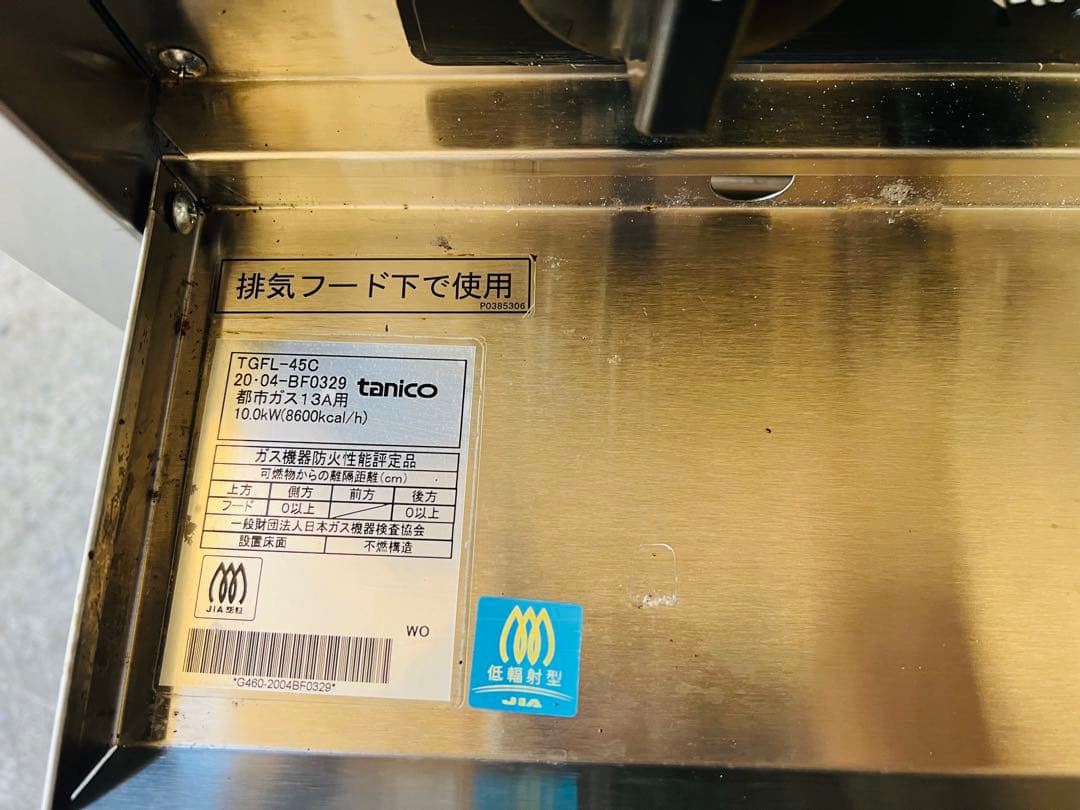 排気フード下で使用
P0385306
TGFL-45C
20・04-BF0329
tanico
都市ガス13A用
10.0kW(8600kcal/h)
ガス機器防火性能評定品
可燃物からの離隔距離(cm)
上方 側方 前方 後方
フード 0以上 0以上
一般財団法人日本ガス機器検査協会
設置床面 不燃構造
JIA認証
WO
*G460-2004BF0329*
低輻射型
JIA